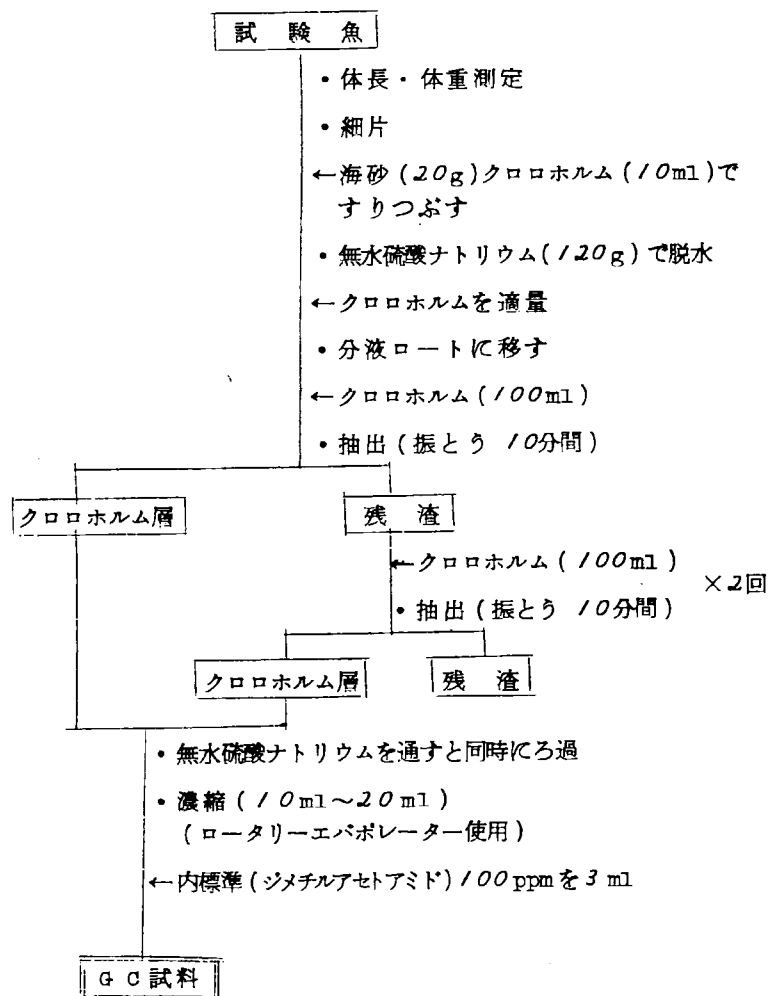 試験魚
・体長・体重測定
・細片
←海砂(20g)クロロホルム(10ml)で
すりつぶす
・無水硫酸ナトリウム(120g)で脱水
←クロロホルムを適量
・分液ロートに移す
←クロロホルム(100ml)
・抽出(振とう 10分間)
クロロホルム層 残渣
←クロロホルム(100ml)
×2回
・抽出(振とう 10分間)
クロロホルム層 残渣
・無水硫酸ナトリウムを通すと同時にろ過
・濃縮(10ml～20ml)
(ロータリーエバポレーター使用)
←内標準(ジメチルアセトアミド)100ppmを3ml
GC試料